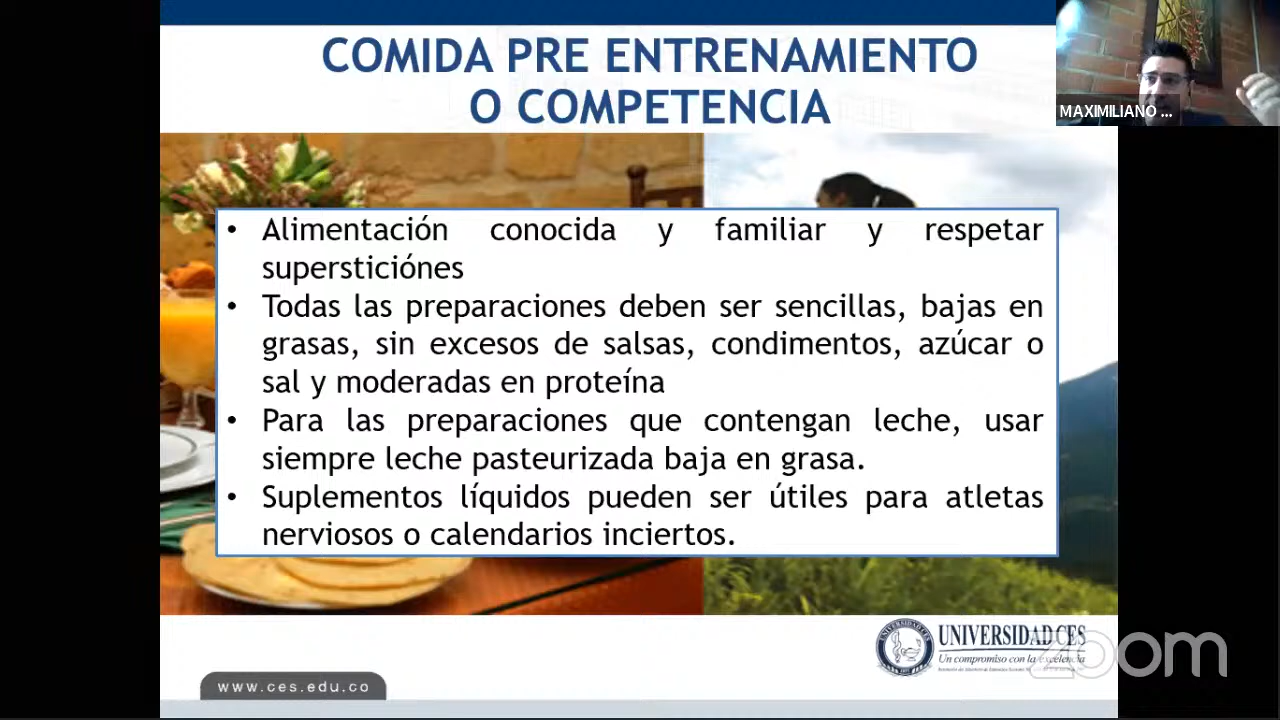 COMIDA PRE ENTRENAMIENTO
O COMPETENCIA
MAXIMILIANO ...
• Alimentación conocida y familiar y respetar
supersticiónes
• Todas las preparaciones deben ser sencillas, bajas en
grasas, sin excesos de salsas, condimentos, azúcar o
sal y moderadas en proteína
• Para las preparaciones que contengan leche, usar
siempre leche pasteurizada baja en grasa.
• Suplementos líquidos pueden ser útiles para atletas
nerviosos o calendarios inciertos.
UNIVERSIDAD CES
Un compromiso con la excelencia
zoom
www.ces.edu.co